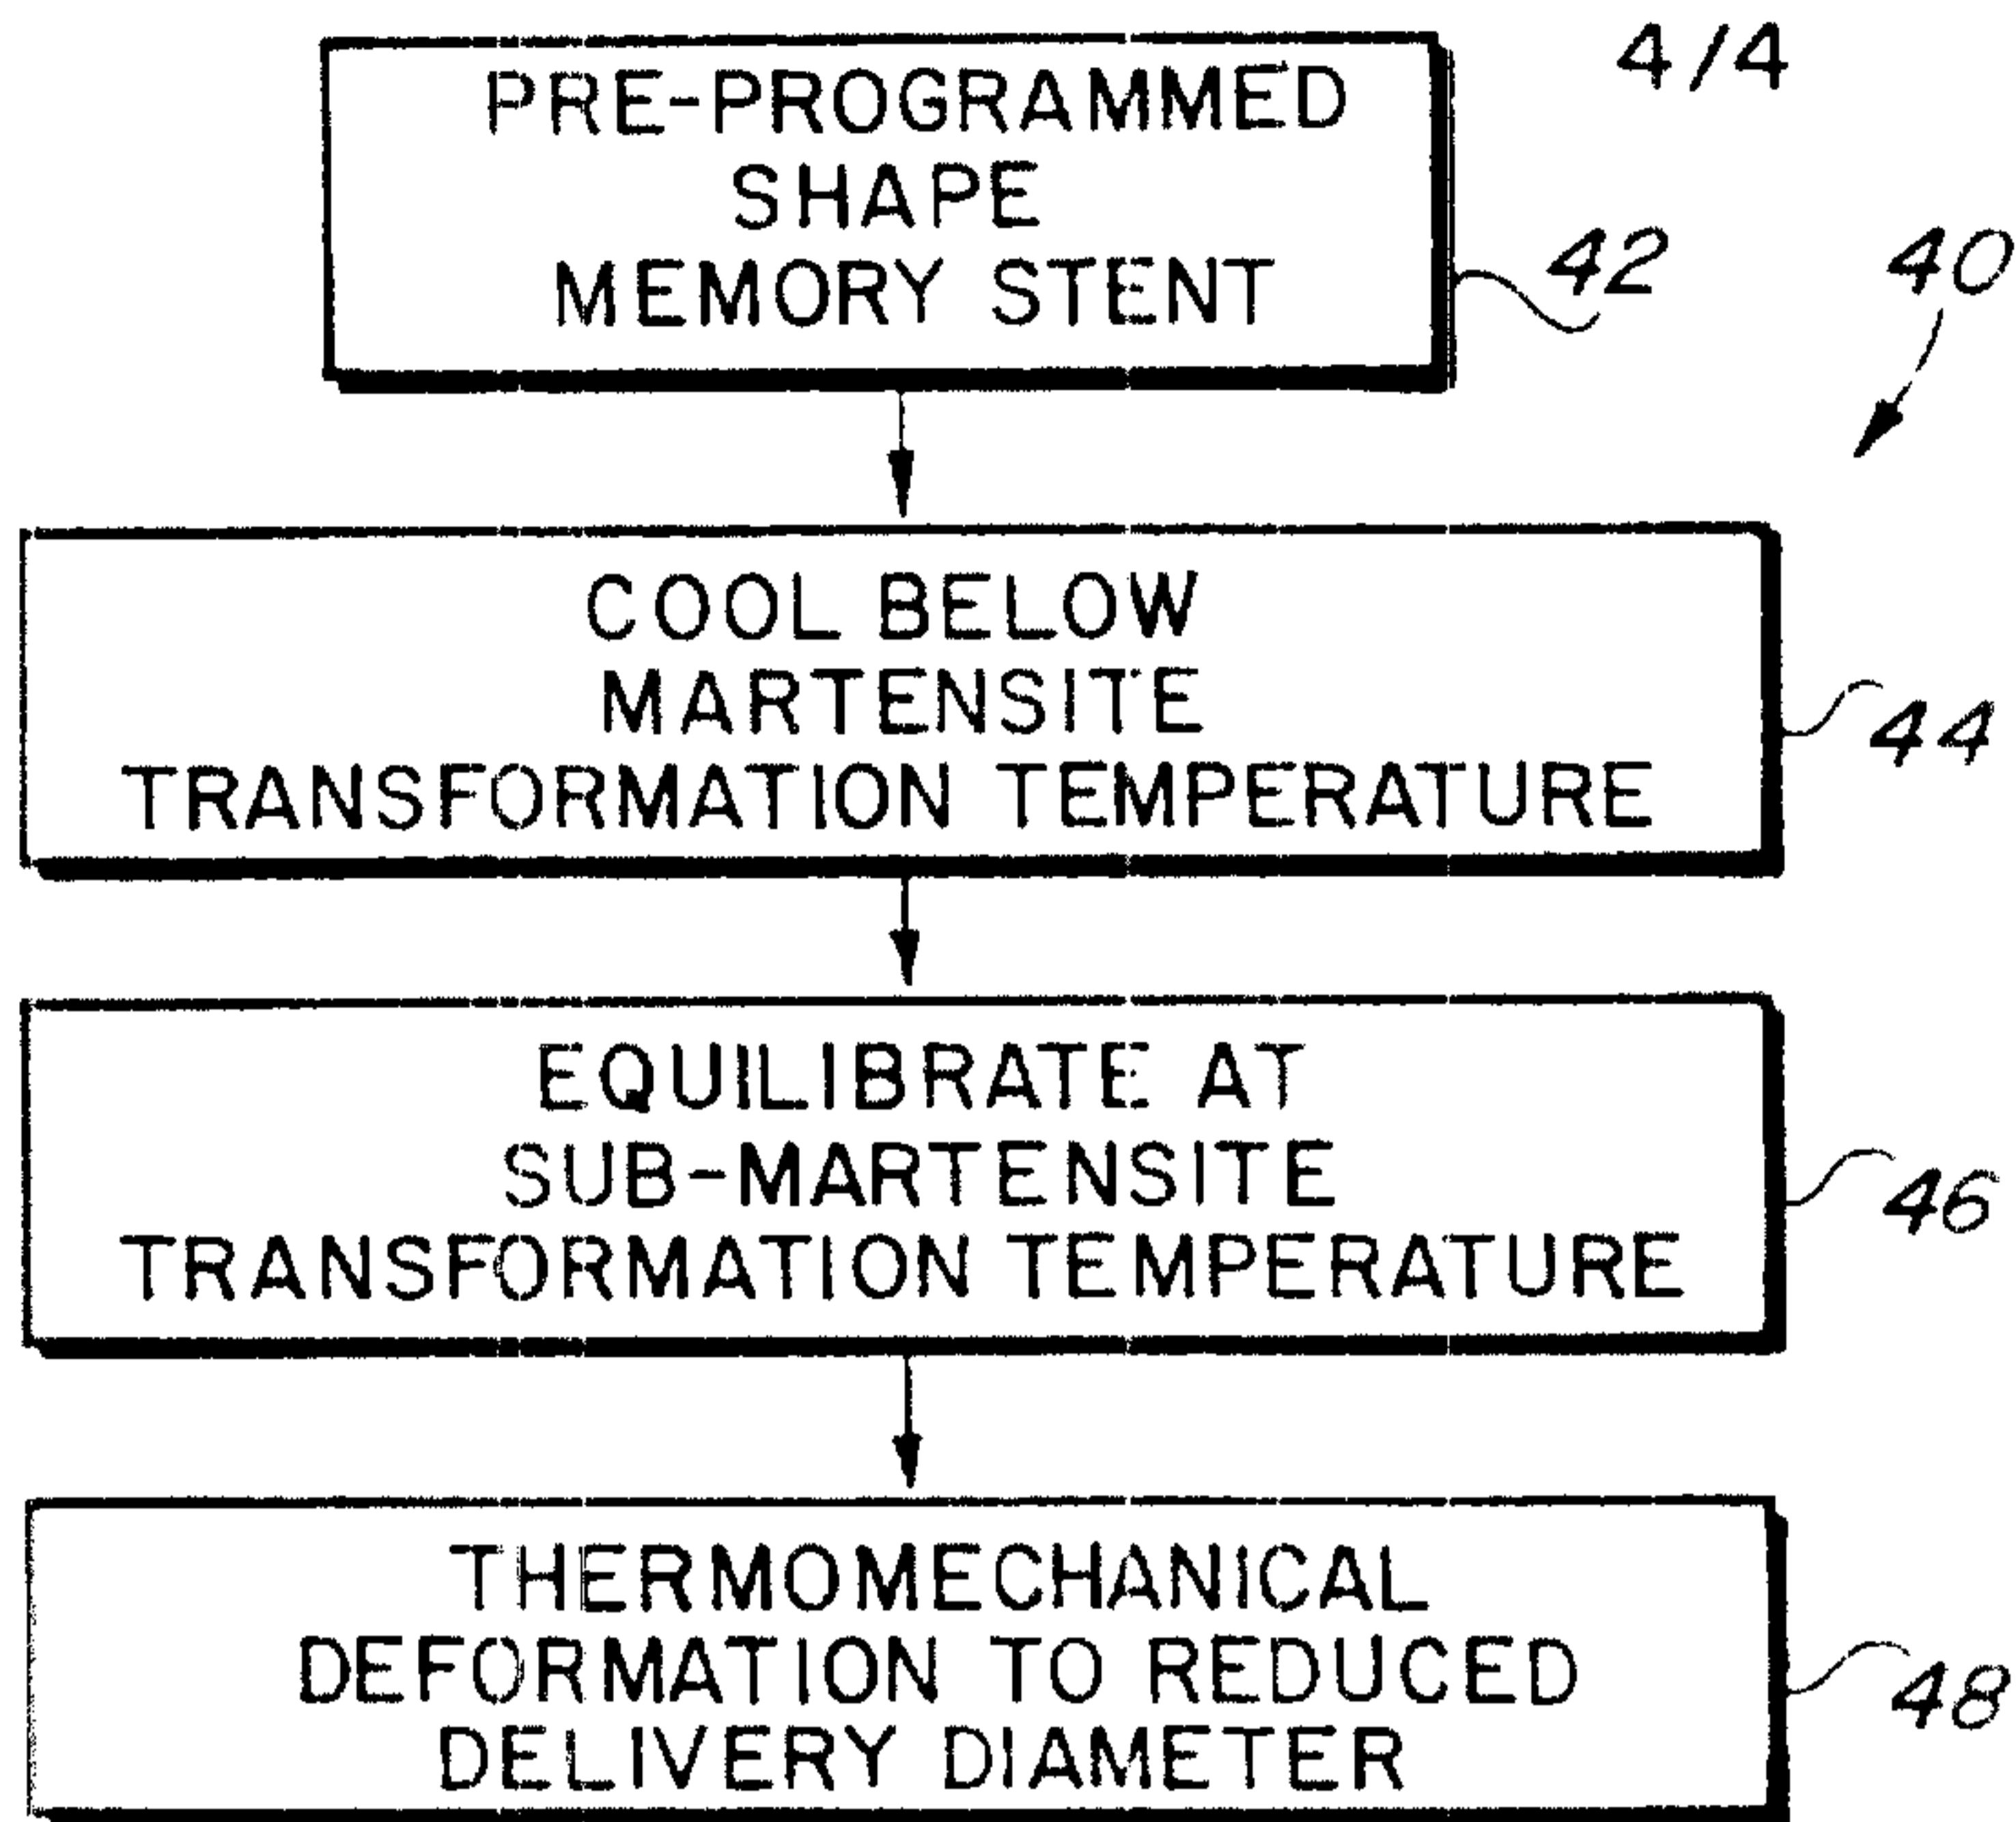 4/4
PRE-PROGRAMMED
SHAPE
MEMORY STENT
42
40
COOL BELOW
MARTENSITE
TRANSFORMATION TEMPERATURE
44
EQUILIBRATE AT
SUB-MARTENSITE
TRANSFORMATION TEMPERATURE
46
THERMOMECHANICAL
DEFORMATION TO REDUCED
DELIVERY DIAMETER
48